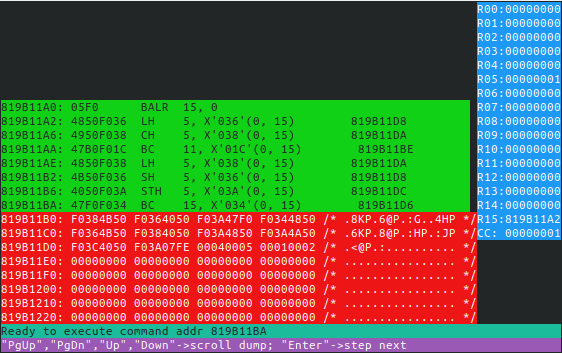 R00:00000000
R01:00000000
R02:00000000
R03:00000000
R04:00000000
R05:00000001
R06:00000000
819B11A0: 05F0 BALR 15, 0 R07:00000000
819B11A2: 4850F036 LH 5, X'036'(0, 15) 819B11D8 R08:00000000
819B11A6: 4950F038 CH 5, X'038'(0, 15) 819B11DA R09:00000000
819B11AA: 47B0F01C BC 11, X'01C'(0, 15) 819B11BE R10:00000000
819B11AE: 4850F038 LH 5, X'038'(0, 15) 819B11DA R11:00000000
819B11B2: 4B50F036 SH 5, X'036'(0, 15) 819B11D8 R12:00000000
819B11B6: 4050F03A STH 5, X'03A'(0, 15) 819B11DC R13:00000000
819B11BA: 47F0F034 BC 15, X'034'(0, 15) 819B11D6 R14:00000000
819B11B0: F0384B50 F0364050 F03A47F0 F0344850 /* .8KP.6@P.:G..4HP */ R15:819B11A2
819B11C0: F0364B50 F0384050 F03A4850 F03A4A50 /* .6KP.8@P.:HP.:JP */ CC: 00000001
819B11D0: F03C4050 F03A07FE 00040005 00010002 /* .<@P.:.......... */
819B11E0: 00000000 00000000 00000000 00000000 /* ................ */
819B11F0: 00000000 00000000 00000000 00000000 /* ................ */
819B1200: 00000000 00000000 00000000 00000000 /* ................ */
819B1210: 00000000 00000000 00000000 00000000 /* ................ */
819B1220: 00000000 00000000 00000000 00000000 /* ................ */
Ready to execute command addr 819B11BA
"PgUp","PgDn","Up","Down"->scroll dump; "Enter"->step next